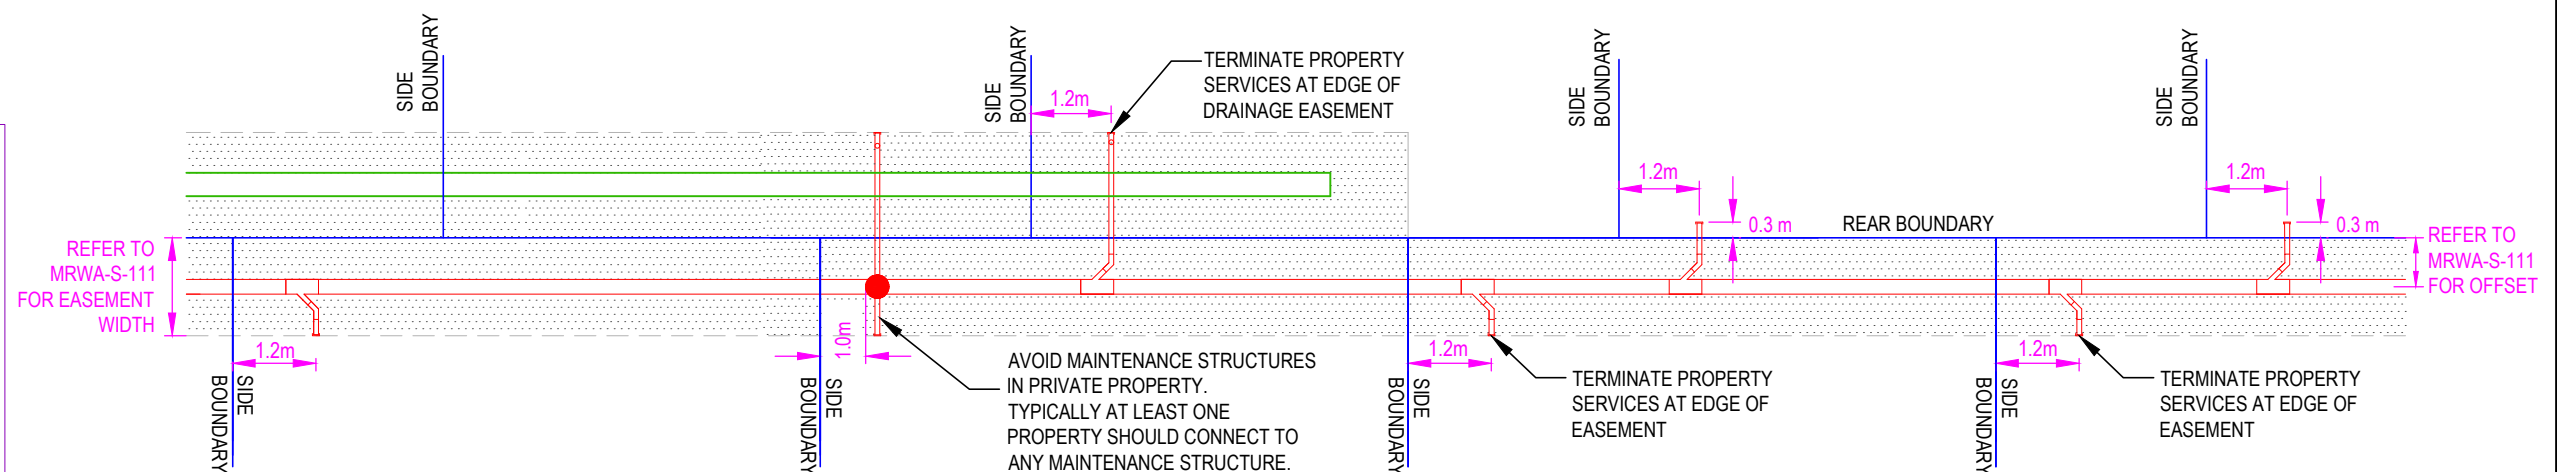 SIDE
BOUNDARY
SIDE
BOUNDARY
1.2m
TERMINATE PROPERTY
SERVICES AT EDGE OF
DRAINAGE EASEMENT
SIDE
BOUNDARY
1.2m
0.3 m
REAR BOUNDARY
SIDE
BOUNDARY
1.2m
0.3 m
REFER TO
MRWA-S-111
FOR OFFSET
REFER TO
MRWA-S-111
FOR EASEMENT
WIDTH
1.2m
SIDE
BOUNDARY
1.0m
SIDE
BOUNDARY
AVOID MAINTENANCE STRUCTURES
IN PRIVATE PROPERTY.
TYPICALLY AT LEAST ONE
PROPERTY SHOULD CONNECT TO
ANY MAINTENANCE STRUCTURE.
1.2m
SIDE
BOUNDARY
TERMINATE PROPERTY
SERVICES AT EDGE OF
EASEMENT
1.2m
SIDE
BOUNDARY
TERMINATE PROPERTY
SERVICES AT EDGE OF
EASEMENT